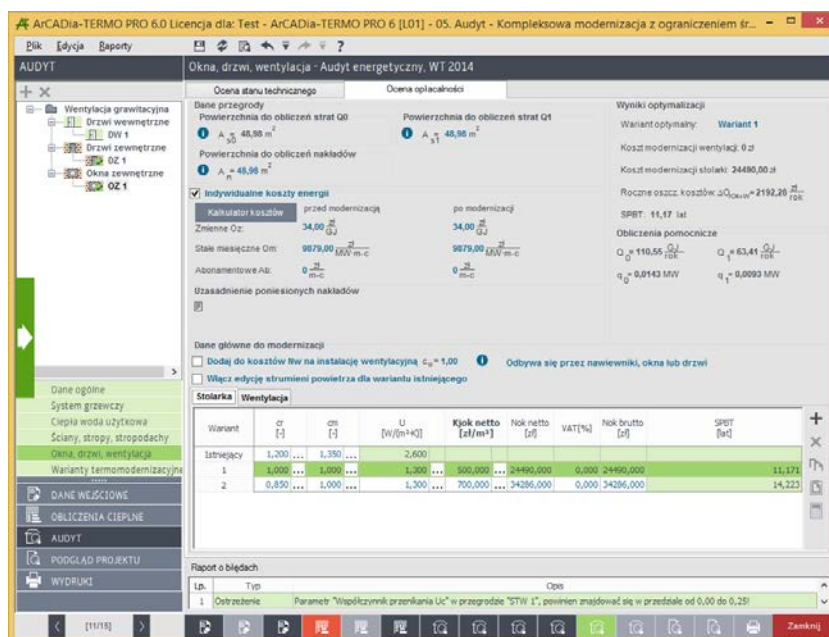 ArCADia-TERMO PRO 6.0 Licencja dla: Test - ArCADia-TERMO PRO 6 [L01] - 05. Audyt - Kompleksowa modernizacja z ograniczeniem śr...
Plik Edycja Raporty
AUDYT
Okna, drzwi, wentylacja - Audyt energetyczny, WT 2014
Wentylacja grawitacyjna
Drzwi wewnętrzne
DW 1
Drzwi zewnętrzne
DZ 1
Okna zewnętrzne
OZ 1
Ocena stanu technicznego Ocena opłacalności
Dane przegrody
Powierzchnia do obliczeń strat Q0 Powierzchnia do obliczeń strat Q1
A s0 = 48,98 m² A s1 = 48,98 m²
Powierzchnia do obliczeń nakładów
A n = 48,98 m²
Indywidualne koszty energii
Kalkulator kosztów przed modernizacją po modernizacji
Zmienne Oz: 34,00 zł/GJ 34,00 zł/GJ
Stałe miesięczne Om: 9879,00 zł/MW·m-c 9879,00 zł/MW·m-c
Abonamentowe Ab: 0 zł/m-c 0 zł/m-c
Uzasadnienie poniesionych nakładów
Wyniki optymalizacji
Wariant optymalny: Wariant 1
Koszt modernizacji wentylacji: 0 zł
Koszt modernizacji stolarki: 24490,00 zł
Roczne oszcz. kosztów: = 2192,26 zł/rok
SPBT: 11,17 lat
Obliczenia pomocnicze
Q 0 = 110,55 GJ/rok Q 1 = 63,41 GJ/rok
q 0 = 0,0143 MW q 1 = 0,0093 MW
Dane główne do modernizacji
Dodaj do kosztów Nw na instalację wentylacyjną c w = 1,00 Odbywa się przez nawiewniki, okna lub drzwi
Włącz edycję strumieni powietrza dla wariantu istniejącego
Stolarka Wentylacja
Wariant cr [-] cm [-] U [W/(m²·K)] Kjok netto [zł/m²] Nok netto [zł] VAT[%] Nok brutto [zł] SPBT [lat]
Istniejący 1,200 ... 1,350 ... 2,600
1 1,000 ... 1,000 ... 1,300 ... 500,000 ... 24490,000 0,000 24490,000 11,171
2 0,850 ... 1,000 ... 1,300 ... 700,000 ... 34286,000 0,000 34286,000 14,223
Dane ogólne
System grzewczy
Ciepła woda użytkowa
Ściany, stropy, stropodachy
Okna, drzwi, wentylacja
Warianty termomodernizacyjne
DANE WEJŚCIOWE
OBLICZENIA CIEPLNE
AUDYT
PODGLĄD PROJEKTU
WYDRUKI
Raport o błędach
Lp. Typ Opis
1 Ostrzeżenie Parametr "Współczynnik przenikania Uc" w przegrodzie "STW 1", powinien znajdować się w przedziale od 0,00 do 0,25!
[11/15] Zamknij